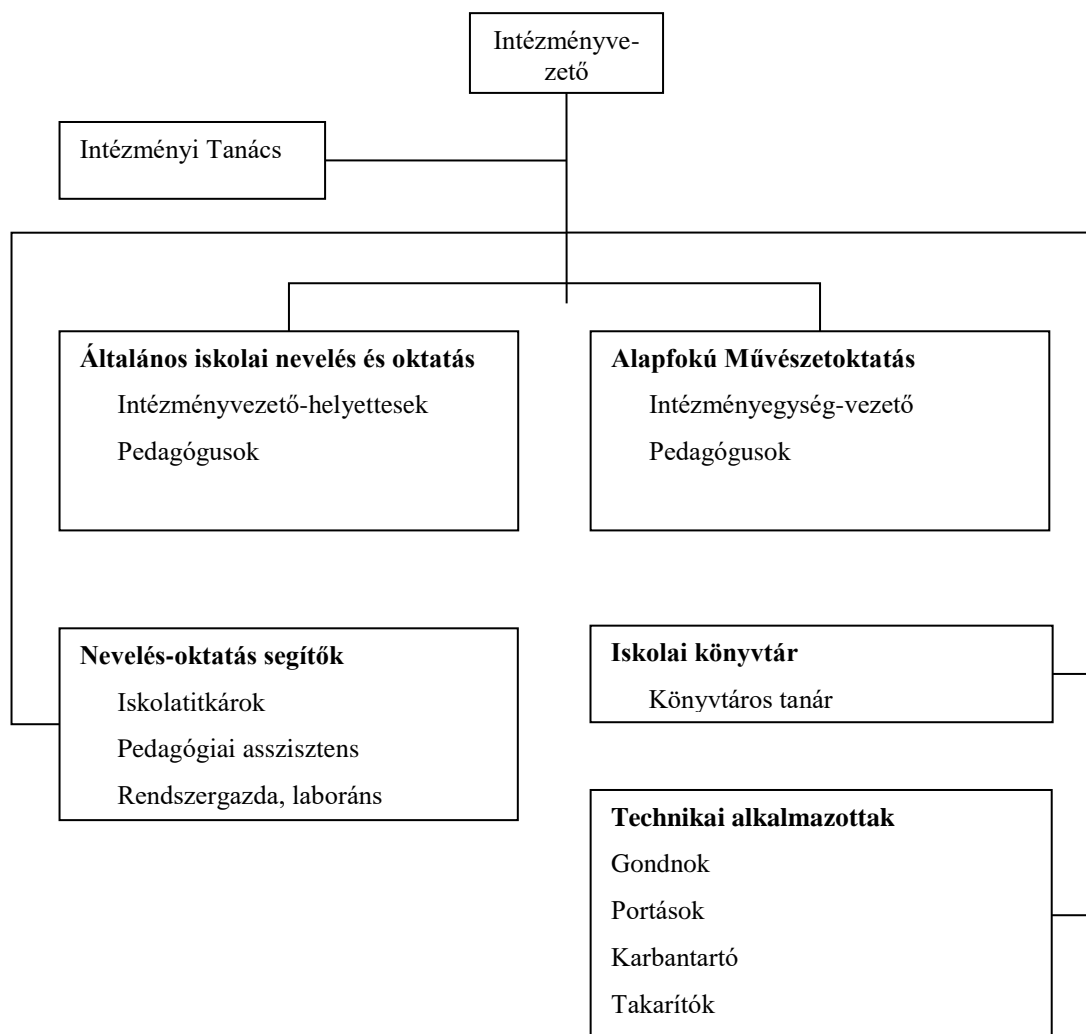 Intézményve-
zető
Intézményi Tanács
Általános iskolai nevelés és oktatás
Intézményvezető-helyettesek
Pedagógusok
Alapfokú Művészetoktatás
Intézményegység-vezető
Pedagógusok
Nevelés-oktatás segítők
Iskolatitkárok
Pedagógiai asszisztens
Rendszergazda, laboráns
Iskolai könyvtár
Könyvtáros tanár
Technikai alkalmazottak
Gondnok
Portások
Karbantartó
Takarítók